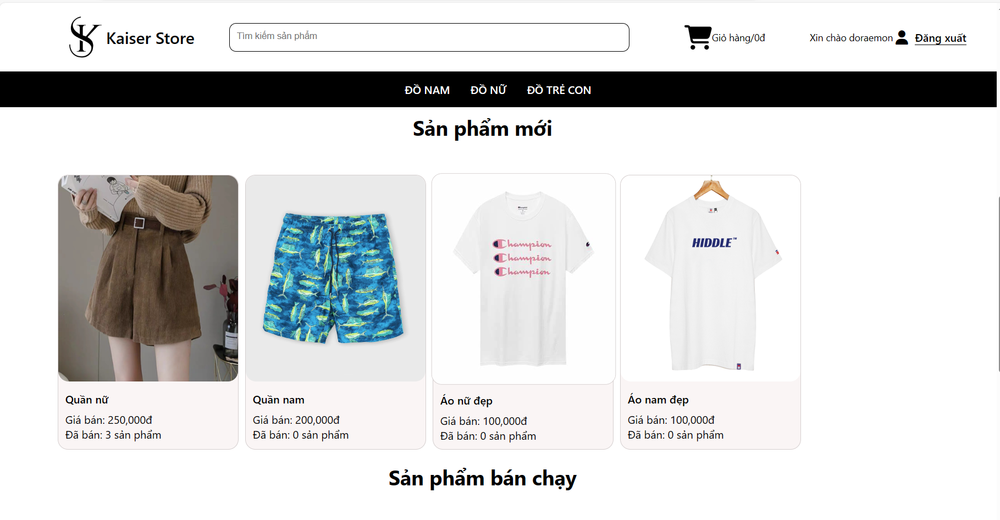 Kaiser Store
Tìm kiếm sản phẩm
Giỏ hàng/0đ
Xin chào doraemon
Đăng xuất
ĐỒ NAM ĐỒ NỮ ĐỒ TRẺ CON
Sản phẩm mới
Champion
Champion
Champion
HIDDLE™
Quần nữ
Giá bán: 250,000đ
Đã bán: 3 sản phẩm
Quần nam
Giá bán: 200,000đ
Đã bán: 0 sản phẩm
Áo nữ đẹp
Giá bán: 100,000đ
Đã bán: 0 sản phẩm
Áo nam đẹp
Giá bán: 100,000đ
Đã bán: 0 sản phẩm
Sản phẩm bán chạy